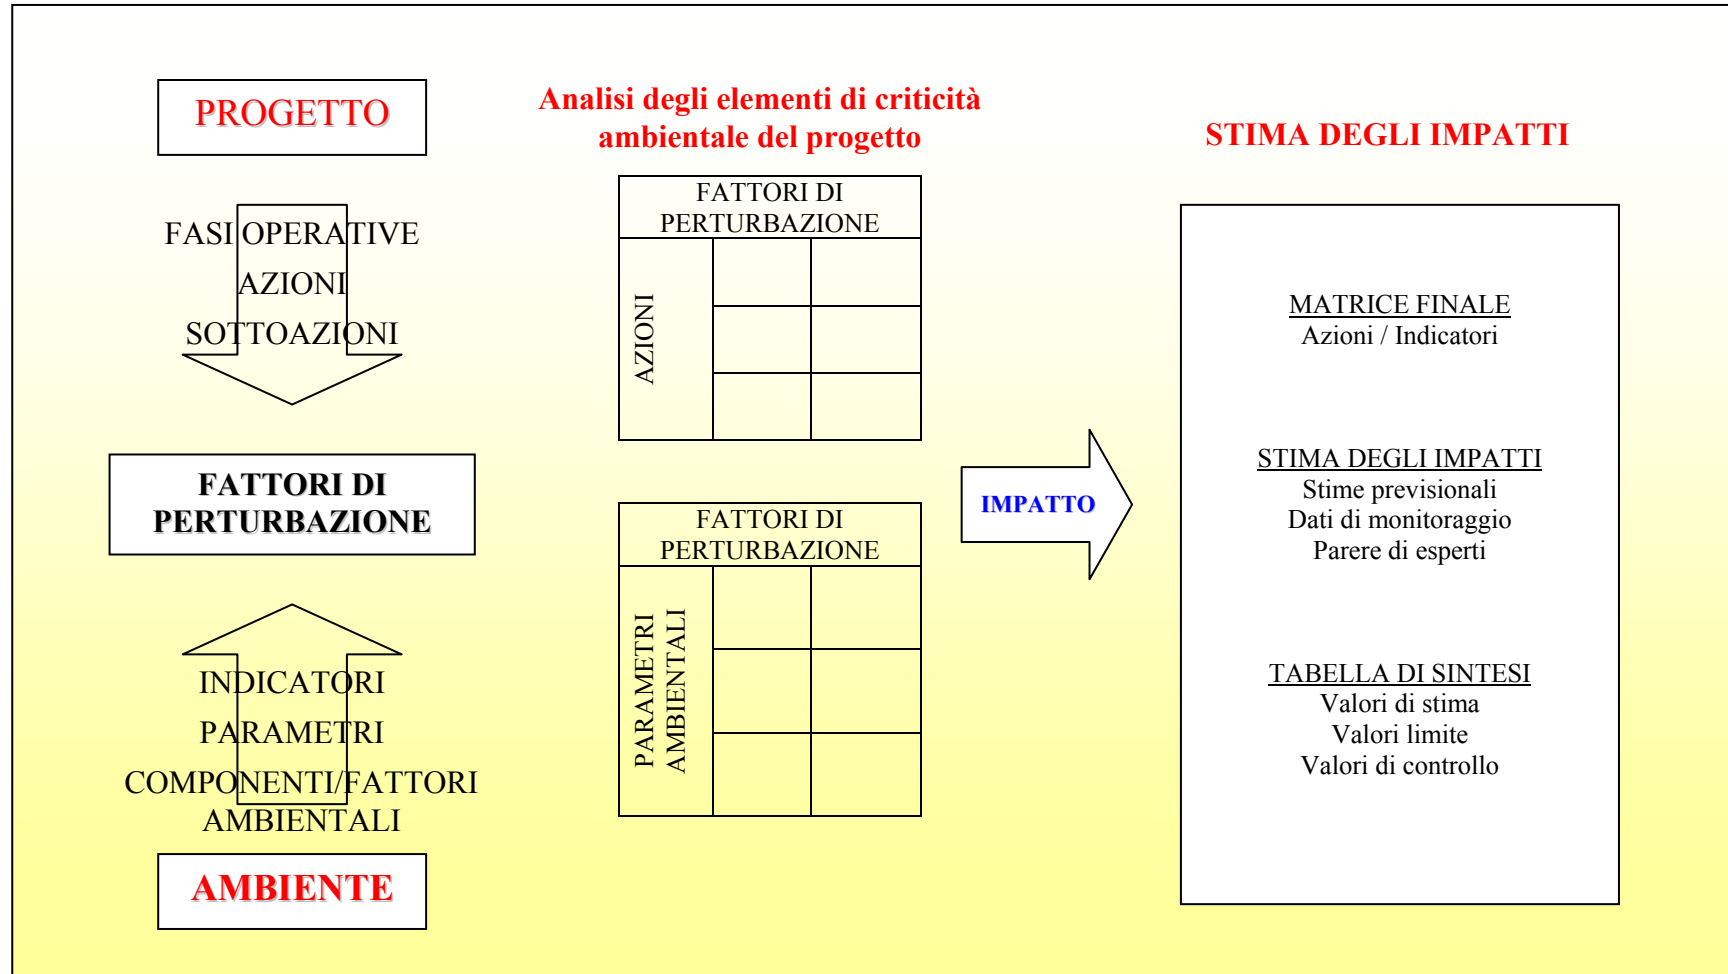 PROGETTO
FASI OPERATIVE
AZIONI
SOTTOAZIONI
FATTORI DI
PERTURBAZIONE
INDICATORI
PARAMETRI
COMPONENTI/FATTORI
AMBIENTALI
AMBIENTE
Analisi degli elementi di criticità
ambientale del progetto
FATTORI DI
PERTURBAZIONE
AZIONI
FATTORI DI
PERTURBAZIONE
PARAMETRI
AMBIENTALI
IMPATTO
STIMA DEGLI IMPATTI
MATRICE FINALE
Azioni / Indicatori
STIMA DEGLI IMPATTI
Stime previsionali
Dati di monitoraggio
Parere di esperti
TABELLA DI SINTESI
Valori di stima
Valori limite
Valori di controllo